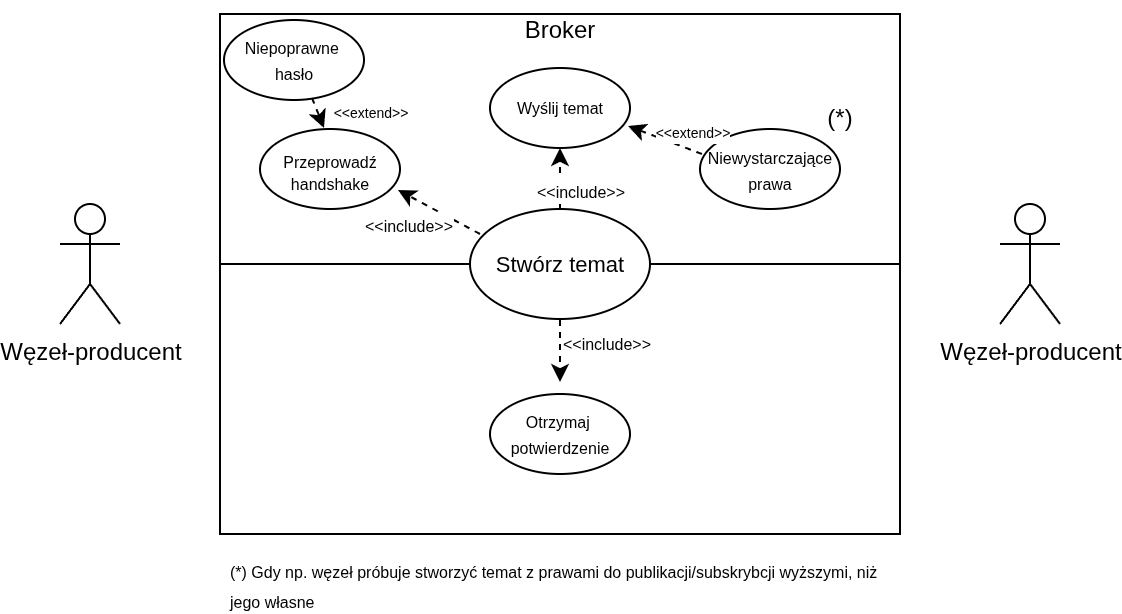 Broker
Niepoprawne
hasło
<<extend>>
Wyślij temat
(*)
<<extend>>
Przeprowadź
handshake
Niewystarczające
prawa
<<include>>
<<include>>
Stwórz temat
<<include>>
Węzeł-producent
Węzeł-producent
Otrzymaj
potwierdzenie
(*) Gdy np. węzeł próbuje stworzyć temat z prawami do publikacji/subskrybcji wyższymi, niż
jego własne